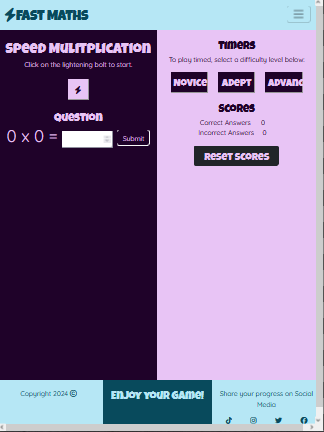 FAST MATHS
Speed Mulitplication
Click on the lightening bolt to start.
Question
0 x 0 =
Submit
Timers
To play timed, select a difficulty level below:
Novice
Adept
Advanc
Scores
Correct Answers 0
Incorrect Answers 0
Reset Scores
Copyright 2024 ©
Enjoy your game!
Share your progress on Social
Media